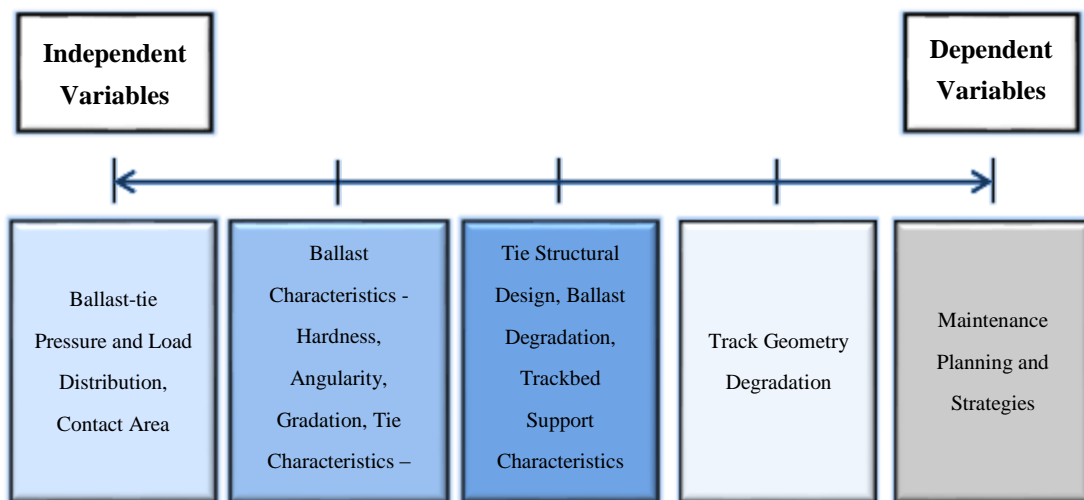 Independent
Variables
Dependent
Variables
Ballast-tie
Pressure and Load
Distribution,
Contact Area
Ballast
Characteristics -
Hardness,
Angularity,
Gradation, Tie
Characteristics –
Tie Structural
Design, Ballast
Degradation,
Trackbed
Support
Characteristics
Track Geometry
Degradation
Maintenance
Planning and
Strategies